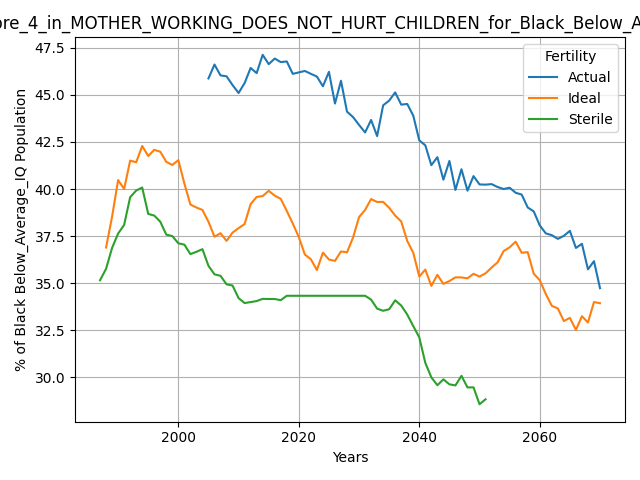 ore_4_in_MOTHER_WORKING_DOES_NOT_HURT_CHILDREN_for_Black_Below_A
47.5
45.0
42.5
40.0
37.5
35.0
32.5
30.0
% of Black Below_Average_IQ Population
Fertility
Actual
Ideal
Sterile
2000
2020
2040
2060
Years